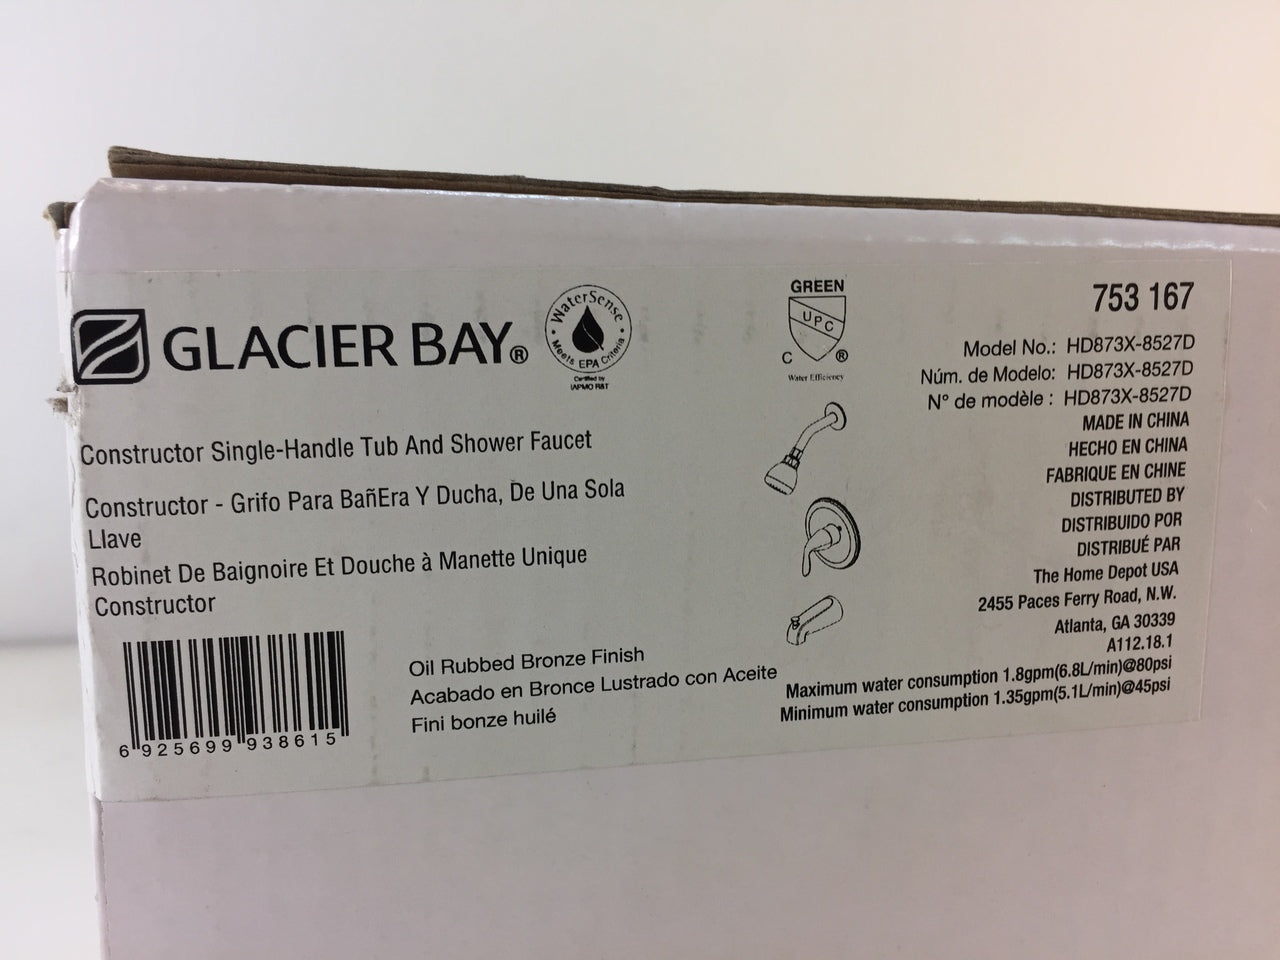 GLACIER BAY®
WaterSense
Meets EPA Criteria
Certified by
IAPMO R&T
GREEN
UPC
C ®
Water Efficiency
753 167
Model No.: HD873X-8527D
Núm. de Modelo: HD873X-8527D
N° de modèle : HD873X-8527D
MADE IN CHINA
HECHO EN CHINA
FABRIQUE EN CHINE
DISTRIBUTED BY
DISTRIBUIDO POR
DISTRIBUÉ PAR
The Home Depot USA
2455 Paces Ferry Road, N.W.
Atlanta, GA 30339
A112.18.1
Maximum water consumption 1.8gpm(6.8L/min)@80psi
Minimum water consumption 1.35gpm(5.1L/min)@45psi
Constructor Single-Handle Tub And Shower Faucet
Constructor - Grifo Para BañEra Y Ducha, De Una Sola
Llave
Robinet De Baignoire Et Douche à Manette Unique
Constructor
Oil Rubbed Bronze Finish
Acabado en Bronce Lustrado con Aceite
Fini bonze huilé
6 925699 938615